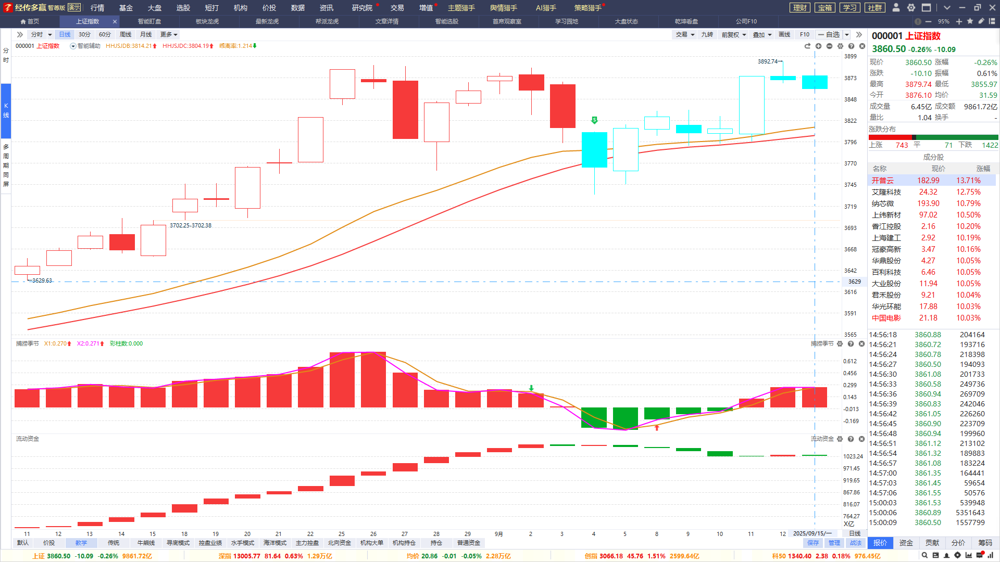 经传多赢 智尊版 演示 行情 基金 大盘 选股 短打 机构 价投 数据 资讯 研究院 交易 增值 主题猎手 舆情猎手 AI猎手 策略猎手 理财 宝箱 学习 社群
首页 上证指数 智能盯盘 板块龙虎 最新龙虎 帮派龙虎 文章详情 智能选股 首席观察室 学习园地 大盘状态 乾坤香盘 公司F10 95%
分时 日线 30分 60分 周线 月线 更多 交易 九转 前复权 叠加 画线 F10 一 自选
000001 上证指数 智能辅助 HHJSJDB:3814.21 HHJSJDC:3804.19 乖离率:1.214
分时
K线
多周期同屏
3892.74
3702.25-3702.38
3629.63
3899
3873
3848
3822
3796
3770
3745
3719
3693
3668
3642
3629
3616
3591
3565
捕捞季节 X1:0.270 X2:0.271 彩柱数:0.000 捕捞季节
0.612
0.456
0.299
0.143
-0.013
-0.169
流动资金 流动资金
1023.24
971.45
919.65
867.86
816.07
764.27
X亿
11 12 13 14 15 18 19 20 21 22 25 26 27 28 29 9月 2 3 4 5 8 9 10 11 12 2025/09/15/一 日线
默认 价投 教学 传统 牛熊线 寻底模式 控盘业绩 水手模式 海洋模式 主力控盘 北向资金 机构大单 机构持仓 持仓 普通资金 保存 管理 战法
000001 上证指数
3860.50 -0.26% -10.09
现价 3860.50 涨幅 -0.26%
涨跌 -10.10 振幅 0.61%
最高 3879.74 最低 3855.97
今开 3876.10 均价 31.59
成交量 6.45亿 成交额 9861.72亿
量比 1.04 换手 -
涨跌分布
上涨 743 平 71 下跌 1422
成分股
名称 现价 涨幅
开普云 182.99 13.71%
艾隆科技 24.32 12.75%
纳芯微 193.90 10.79%
上纬新材 97.02 10.50%
香江控股 2.16 10.20%
上海建工 2.92 10.19%
冠豪高新 3.47 10.16%
华鼎股份 4.27 10.05%
百利科技 6.46 10.05%
大业股份 11.94 10.05%
君禾股份 9.21 10.04%
华光环能 17.88 10.03%
中国电影 21.18 10.03%
14:56:18 3860.88 204164
14:56:21 3860.72 193716
14:56:24 3860.78 218398
14:56:27 3860.50 194093
14:56:30 3861.08 201733
14:56:33 3860.58 249736
14:56:36 3860.94 269709
14:56:39 3860.83 242046
14:56:42 3861.05 226260
14:56:45 3860.90 223709
14:56:48 3860.94 199960
14:56:51 3861.12 213102
14:56:54 3861.32 189883
14:56:57 3861.08 183224
14:57:00 3861.35 164441
14:57:03 3861.45 59654
14:57:06 3861.55 50576
15:00:03 3861.53 539948
15:00:06 3860.89 5351643
15:00:09 3860.50 1557799
报价 资金 贡献 分价 筹码
上证 3860.50 -10.09 -0.26% 9861.72亿 深指 13005.77 81.64 0.63% 1.29万亿 均价 20.86 -0.01 -0.05% 2.28万亿 创指 3066.18 45.76 1.51% 2599.64亿 科50 1340.40 2.38 0.18% 976.45亿